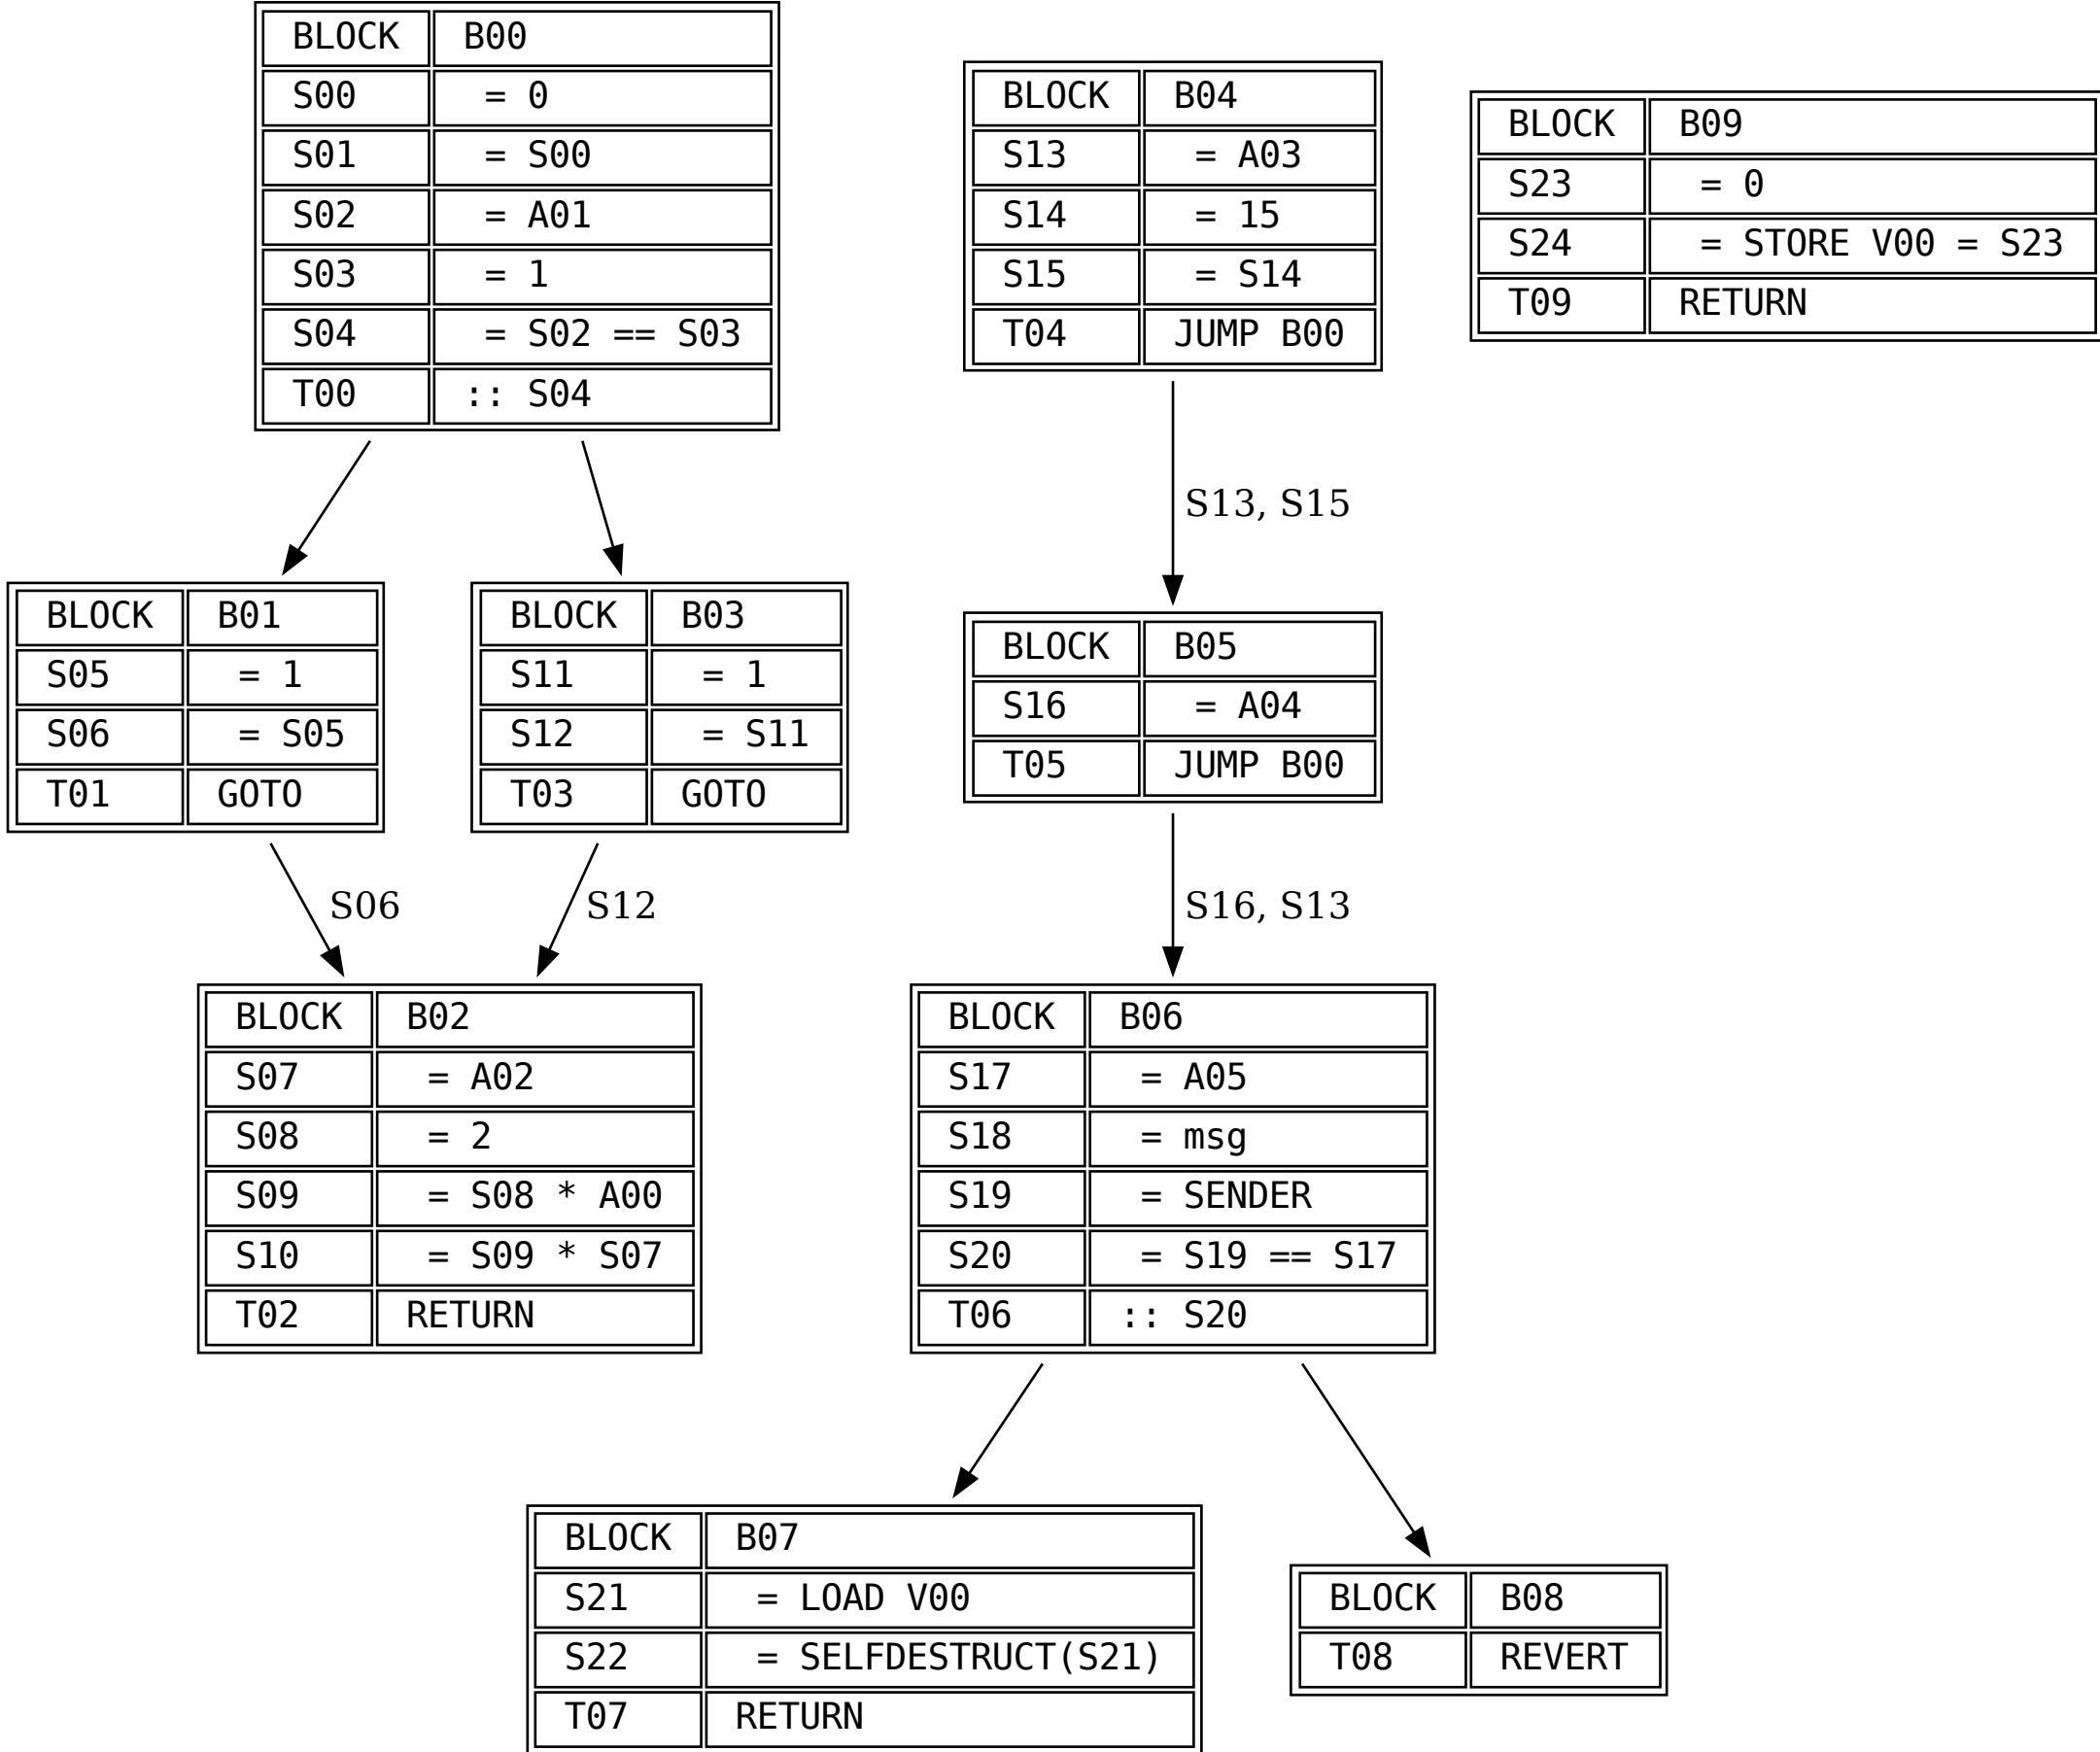 BLOCK B00
S00 = 0
S01 = S00
S02 = A01
S03 = 1
S04 = S02 == S03
T00 :: S04
BLOCK B04
S13 = A03
S14 = 15
S15 = S14
T04 JUMP B00
BLOCK B09
S23 = 0
S24 = STORE V00 = S23
T09 RETURN
S13, S15
BLOCK B01
S05 = 1
S06 = S05
T01 GOTO
BLOCK B03
S11 = 1
S12 = S11
T03 GOTO
BLOCK B05
S16 = A04
T05 JUMP B00
S06
S12
S16, S13
BLOCK B02
S07 = A02
S08 = 2
S09 = S08 * A00
S10 = S09 * S07
T02 RETURN
BLOCK B06
S17 = A05
S18 = msg
S19 = SENDER
S20 = S19 == S17
T06 :: S20
BLOCK B07
S21 = LOAD V00
S22 = SELFDESTRUCT(S21)
T07 RETURN
BLOCK B08
T08 REVERT